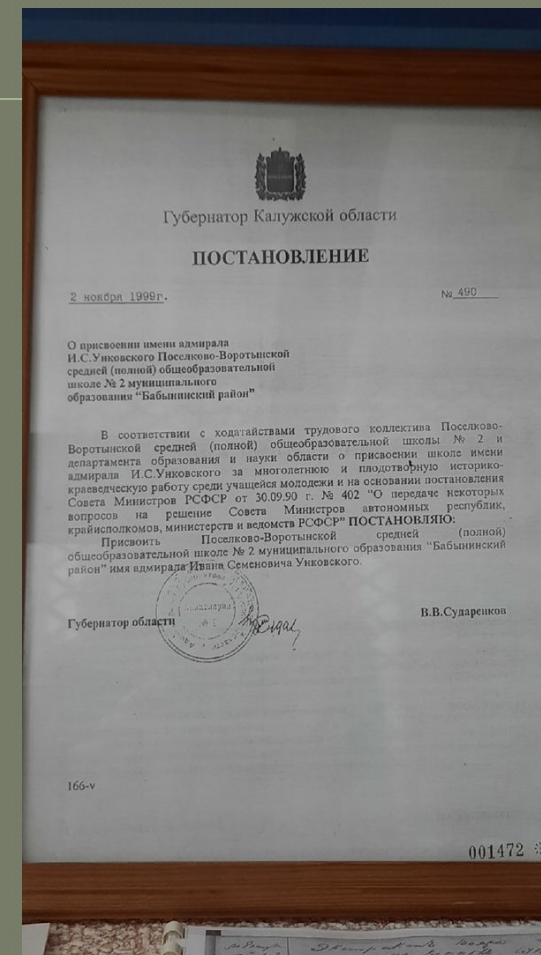 Губернатор Калужской области
ПОСТАНОВЛЕНИЕ
2 ноября 1999г.
№ 490
О присвоении имени адмирала
И.С.Унковского Поселково-Воротынской
средней (полной) общеобразовательной
школе № 2 муниципального
образования “Бабынинский район”
В соответствии с ходатайствами трудового коллектива Поселково-
Воротынской средней (полной) общеобразовательной школы № 2 и
департамента образования и науки области о присвоении школе имени
адмирала И.С.Унковского за многолетнюю и плодотворную историко-
краеведческую работу среди учащейся молодежи и на основании постановления
Совета Министров РСФСР от 30.09.90 г. № 402 "О передаче некоторых
вопросов на решение Совета Министров автономных республик,
крайисполкомов, министерств и ведомств РСФСР" ПОСТАНОВЛЯЮ:
Присвоить Поселково-Воротынской средней (полной)
общеобразовательной школе № 2 муниципального образования “Бабынинский
район” имя адмирала Ивана Семеновича Унковского.
Губернатор области
В.В.Сударенков
166-v
001472